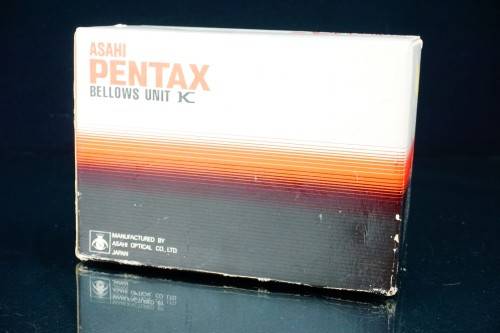 ASAHI
PENTAX
BELLOWS UNIT K
MANUFACTURED BY
ASAHI OPTICAL CO., LTD
JAPAN